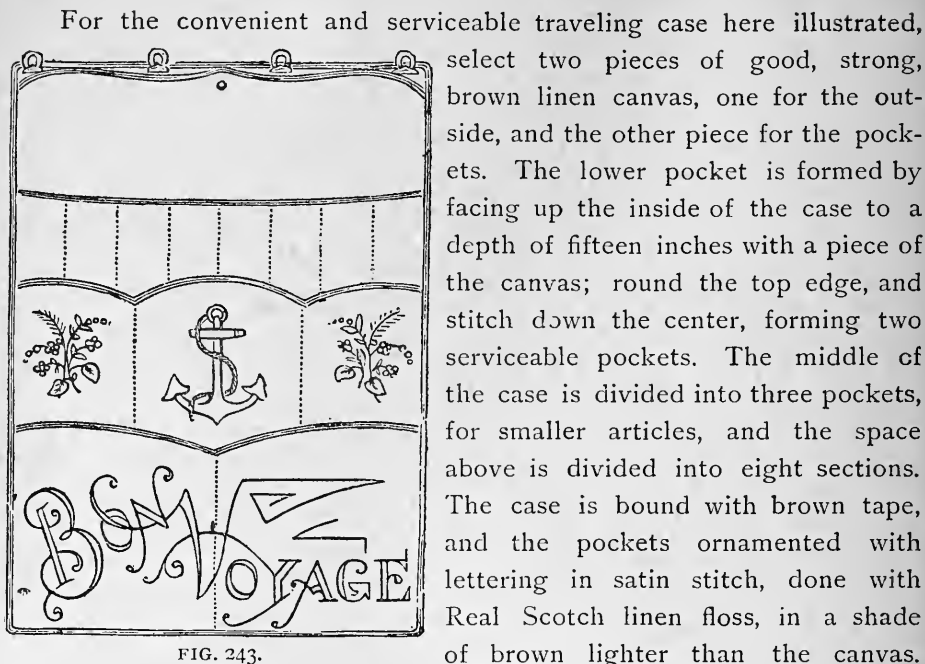 For the convenient and serviceable traveling case here illustrated,
select two pieces of good, strong,
brown linen canvas, one for the out-
side, and the other piece for the pock-
ets. The lower pocket is formed by
facing up the inside of the case to a
depth of fifteen inches with a piece of
the canvas; round the top edge, and
stitch down the center, forming two
serviceable pockets. The middle of
the case is divided into three pockets,
for smaller articles, and the space
above is divided into eight sections.
The case is bound with brown tape,
and the pockets ornamented with
lettering in satin stitch, done with
Real Scotch linen floss, in a shade
of brown lighter than the canvas.
BON VOYAGE
FIG. 243.